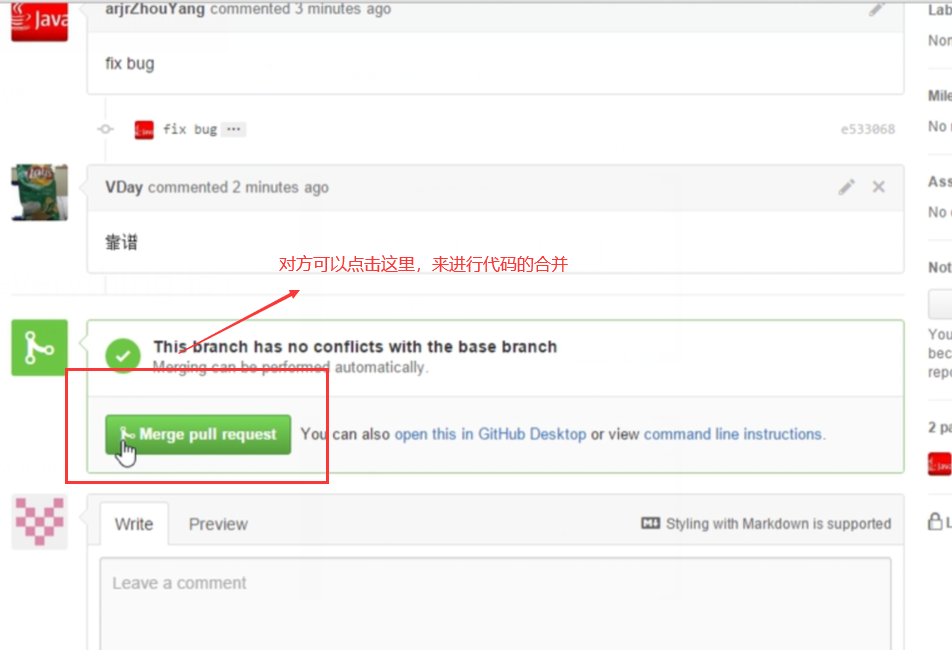 Java
arjrZhouYang commented 3 minutes ago
Lab
fix bug
fix bug ···
e533068
VDay commented 2 minutes ago
靠谱
对方可以点击这里，来进行代码的合并
This branch has no conflicts with the base branch
Merging can be performed automatically.
Merge pull request
You can also open this in GitHub Desktop or view command line instructions.
Write
Preview
Styling with Markdown is supported
Leave a comment
Non
Mile
No
Ass
No
Not
You
bec
repo
2 pa
L